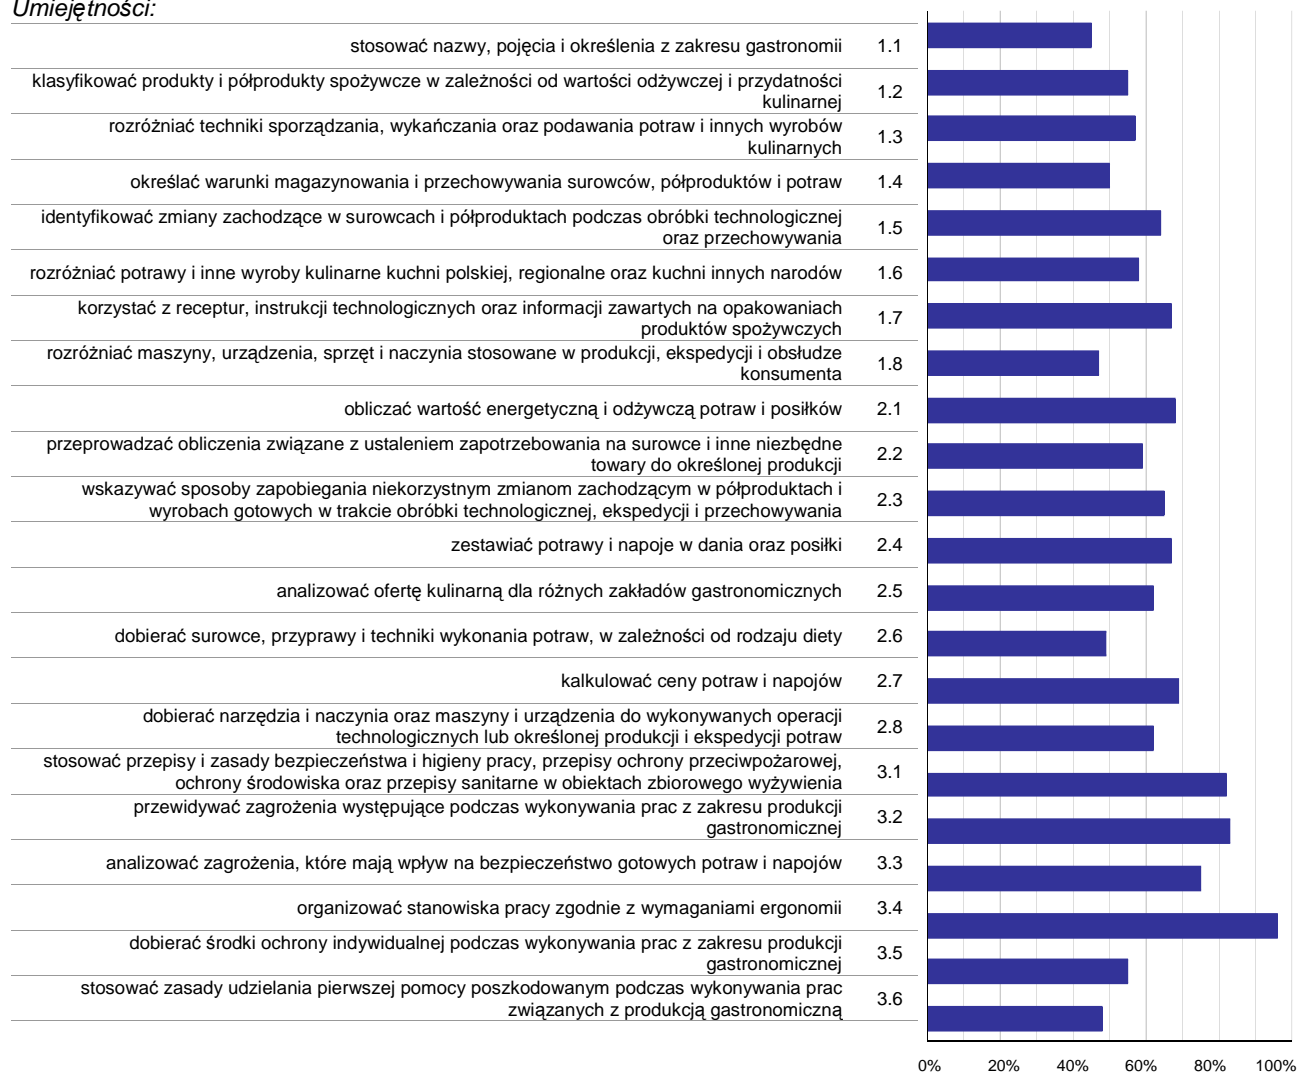 Umiejętności:
stosować nazwy, pojęcia i określenia z zakresu gastronomii 1.1
klasyfikować produkty i półprodukty spożywcze w zależności od wartości odżywczej i przydatności
kulinarnej 1.2
rozróżniać techniki sporządzania, wykańczania oraz podawania potraw i innych wyrobów
kulinarnych 1.3
określać warunki magazynowania i przechowywania surowców, półproduktów i potraw 1.4
identyfikować zmiany zachodzące w surowcach i półproduktach podczas obróbki technologicznej
oraz przechowywania 1.5
rozróżniać potrawy i inne wyroby kulinarne kuchni polskiej, regionalne oraz kuchni innych narodów 1.6
korzystać z receptur, instrukcji technologicznych oraz informacji zawartych na opakowaniach
produktów spożywczych 1.7
rozróżniać maszyny, urządzenia, sprzęt i naczynia stosowane w produkcji, ekspedycji i obsłudze
konsumenta 1.8
obliczać wartość energetyczną i odżywczą potraw i posiłków 2.1
przeprowadzać obliczenia związane z ustaleniem zapotrzebowania na surowce i inne niezbędne
towary do określonej produkcji 2.2
wskazywać sposoby zapobiegania niekorzystnym zmianom zachodzącym w półproduktach i
wyrobach gotowych w trakcie obróbki technologicznej, ekspedycji i przechowywania 2.3
zestawiać potrawy i napoje w dania oraz posiłki 2.4
analizować ofertę kulinarną dla różnych zakładów gastronomicznych 2.5
dobierać surowce, przyprawy i techniki wykonania potraw, w zależności od rodzaju diety 2.6
kalkulować ceny potraw i napojów 2.7
dobierać narzędzia i naczynia oraz maszyny i urządzenia do wykonywanych operacji
technologicznych lub określonej produkcji i ekspedycji potraw 2.8
stosować przepisy i zasady bezpieczeństwa i higieny pracy, przepisy ochrony przeciwpożarowej,
ochrony środowiska oraz przepisy sanitarne w obiektach zbiorowego wyżywienia 3.1
przewidywać zagrożenia występujące podczas wykonywania prac z zakresu produkcji
gastronomicznej 3.2
analizować zagrożenia, które mają wpływ na bezpieczeństwo gotowych potraw i napojów 3.3
organizować stanowiska pracy zgodnie z wymaganiami ergonomii 3.4
dobierać środki ochrony indywidualnej podczas wykonywania prac z zakresu produkcji
gastronomicznej 3.5
stosować zasady udzielania pierwszej pomocy poszkodowanym podczas wykonywania prac
związanych z produkcją gastronomiczną 3.6
0% 20% 40% 60% 80% 100%